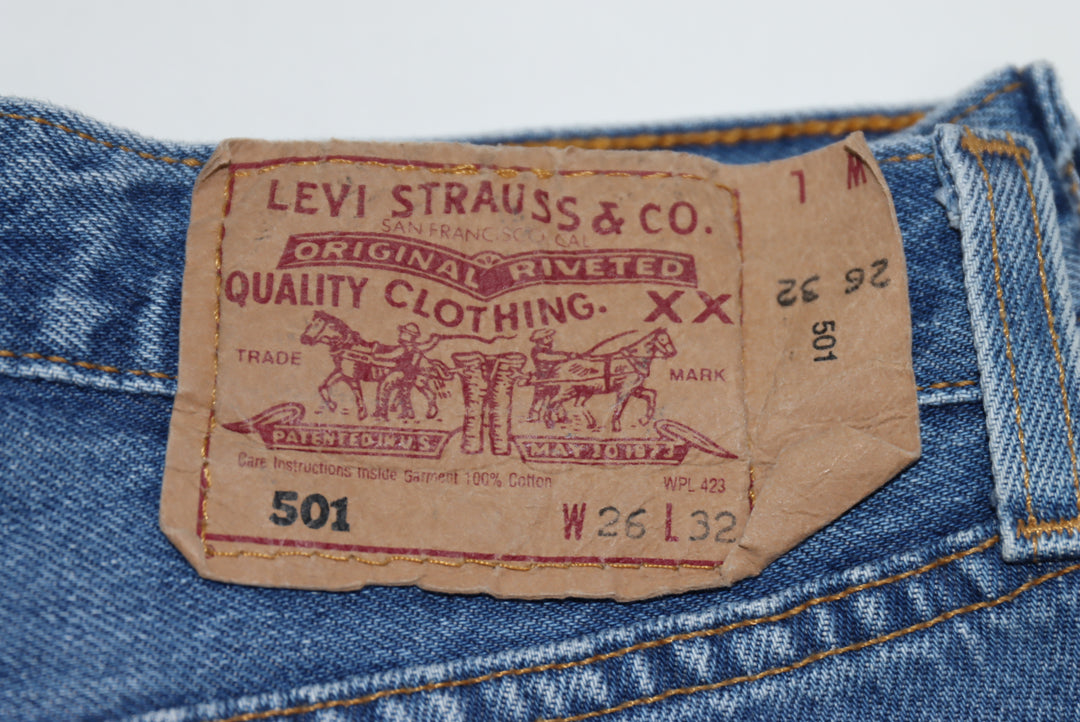 LEVI STRAUSS & CO.
SAN FRANCISCO, CAL
ORIGINAL RIVETED
QUALITY CLOTHING. XX
TRADE MARK
PATENTED IN U.S MAY 20 1873
Care Instructions Inside Garment 100% Cotton WPL 423
501 W 26 L 32
26 32
501